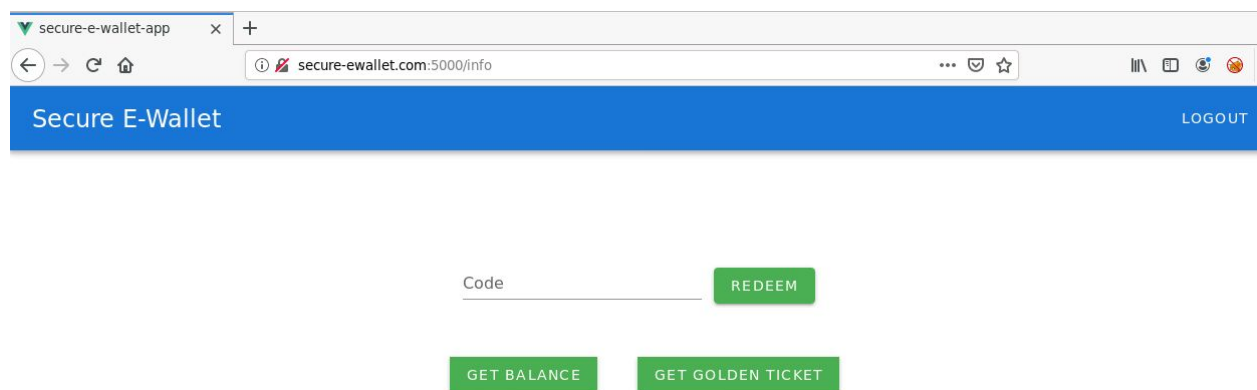 secure-e-wallet-app
secure-ewallet.com:5000/info
Secure E-Wallet
LOGOUT
Code
REDEEM
GET BALANCE
GET GOLDEN TICKET